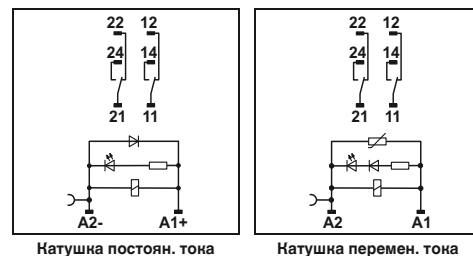 22 12
24 14
21 11
A2- A1+
Катушка постоян. тока
22 12
24 14
21 11
A2 A1
Катушка перемен. тока